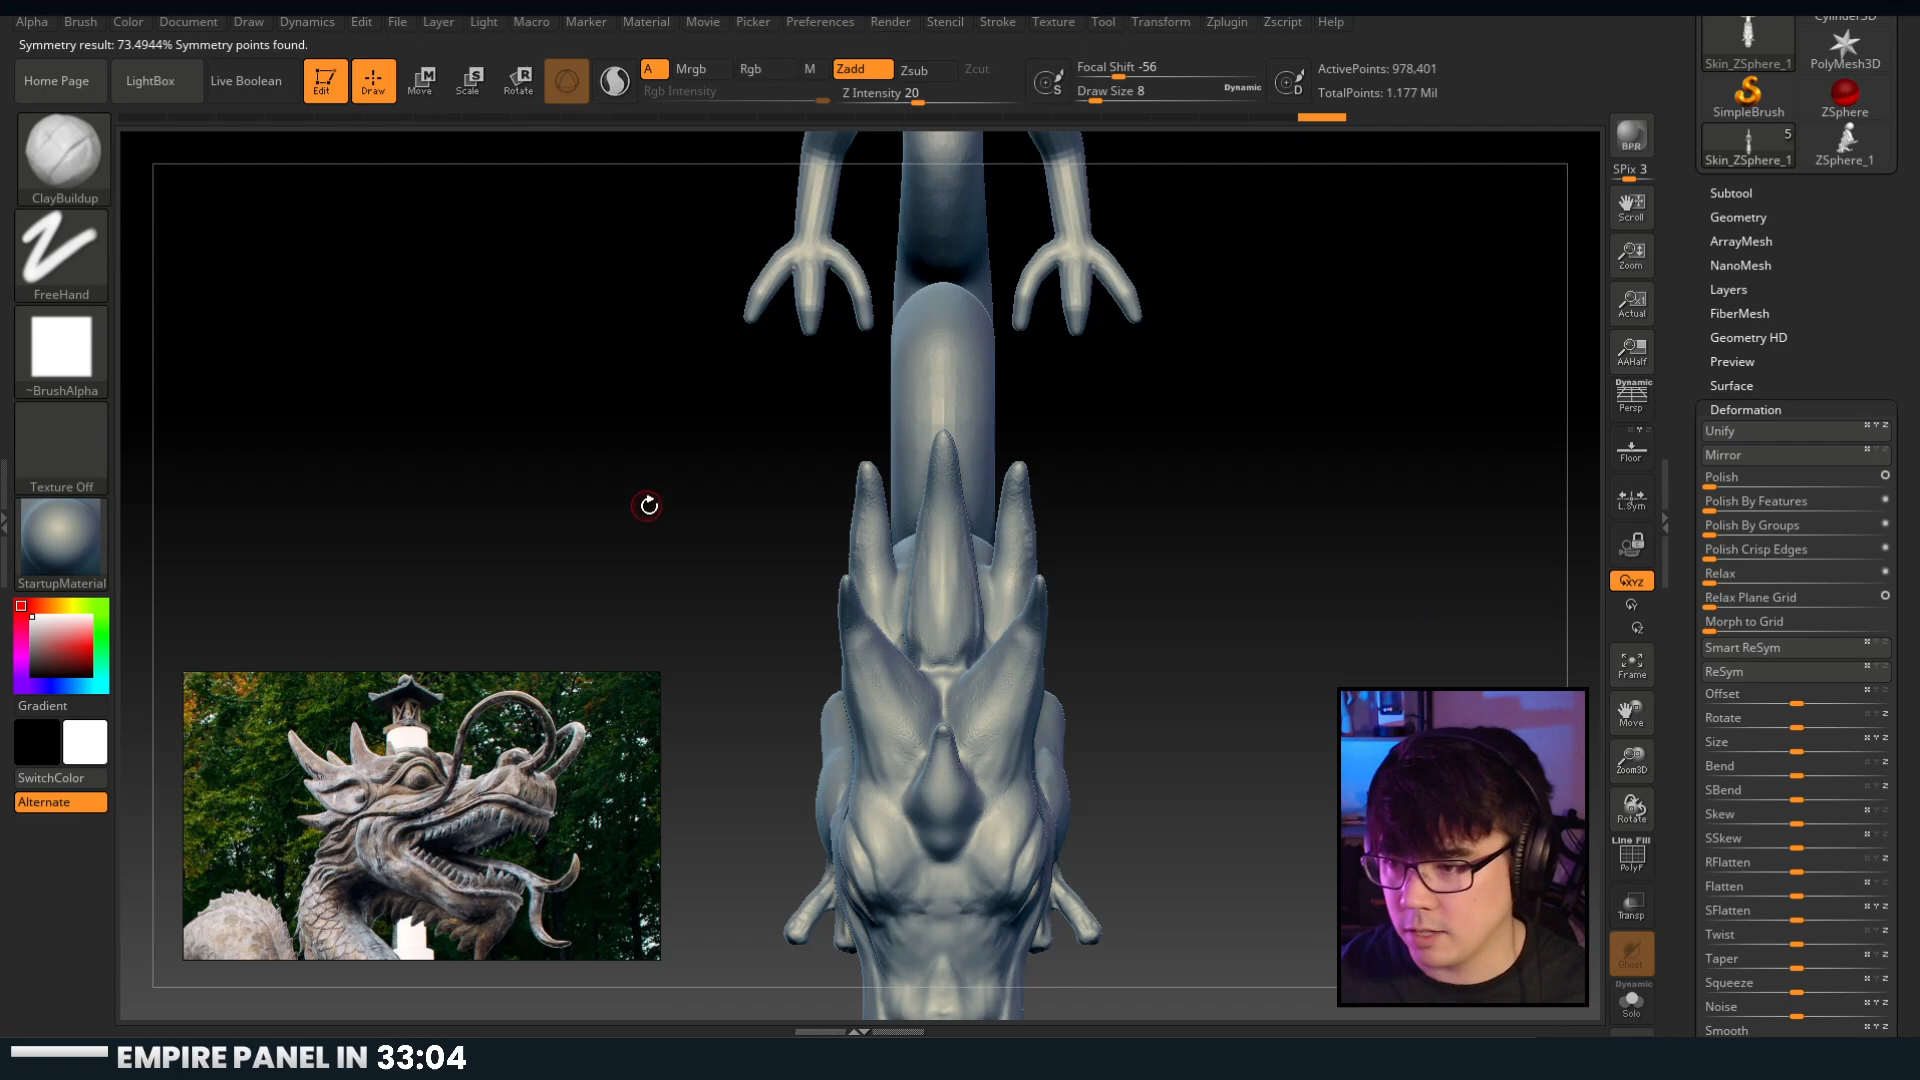 Alpha Brush Color Document Draw Dynamics Edit File Layer Light Macro Marker Material Movie Picker Preferences Render Stencil Stroke Texture Tool Transform Zplugin Zscript Help
Symmetry result: 73.4944% Symmetry points found.
Home Page
LightBox
Live Boolean
Edit
Draw
Move
Scale
Rotate
A
Mrgb
Rgb
M
Rgb Intensity
Zadd
Zsub
Zcut
Z Intensity 20
S
Focal Shift -56
Draw Size 8
Dynamic
D
ActivePoints: 978,401
TotalPoints: 1.177 Mil
ClayBuildup
FreeHand
~BrushAlpha
Texture Off
StartupMaterial
Gradient
SwitchColor
Alternate
BPR
SPix 3
Scroll
Zoom
Actual
AAHalf
Dynamic
Persp
Floor
L.Sym
XYZ
Frame
Move
Zoom3D
Rotate
Line Fill
PolyF
Transp
Ghost
Dynamic
Solo
Cylinder3D
Skin_ZSphere_1
PolyMesh3D
SimpleBrush
ZSphere
5
Skin_ZSphere_1
ZSphere_1
Subtool
Geometry
ArrayMesh
NanoMesh
Layers
FiberMesh
Geometry HD
Preview
Surface
Deformation
Unify
Mirror
Polish
Polish By Features
Polish By Groups
Polish Crisp Edges
Relax
Relax Plane Grid
Morph to Grid
Smart ReSym
ReSym
Offset
Rotate
Size
Bend
SBend
Skew
SSkew
RFlatten
Flatten
SFlatten
Twist
Taper
Squeeze
Noise
Smooth
EMPIRE PANEL IN 33:04